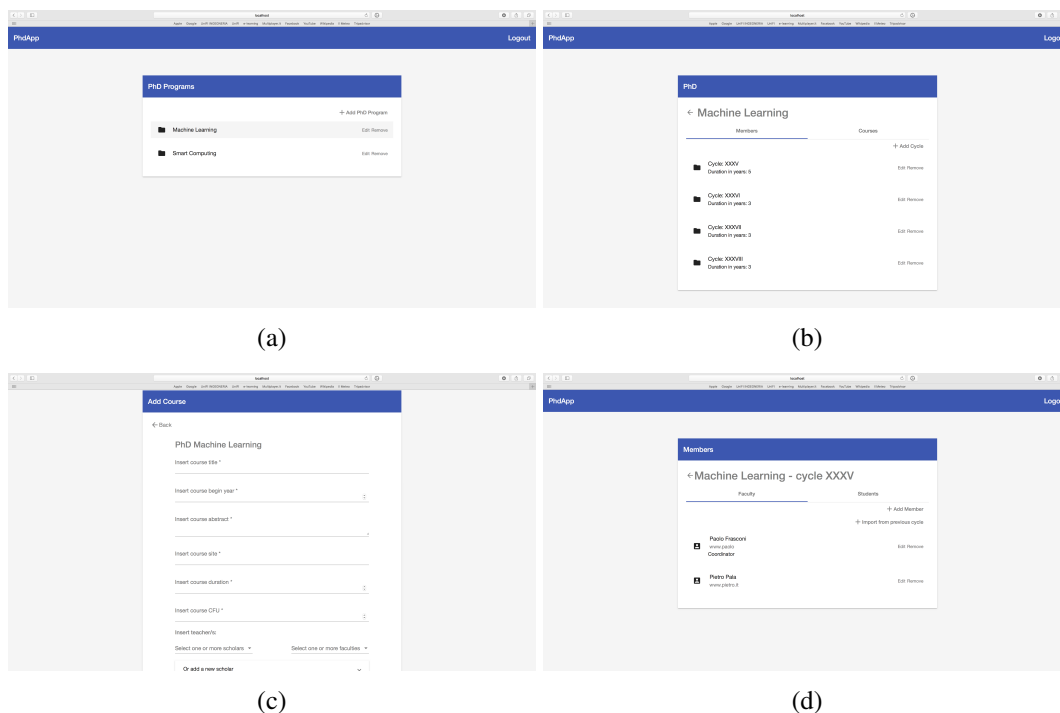 localhost
PhdApp
Logout
PhD Programs
+ Add PhD Program
Machine Learning
Edit Remove
Smart Computing
Edit Remove
(a)
localhost
PhdApp
Logo
PhD
← Machine Learning
Members
Courses
+ Add Cycle
Cycle: XXXV
Duration in years: 5
Edit Remove
Cycle: XXXVI
Duration in years: 3
Edit Remove
Cycle: XXXVII
Duration in years: 3
Edit Remove
Cycle: XXXVIII
Duration in years: 3
Edit Remove
(b)
localhost
Add Course
← Back
PhD Machine Learning
Insert course title *
Insert course begin year *
Insert course abstract *
Insert course site *
Insert course duration *
Insert course CFU *
Insert teacher/s:
Select one or more scholars
Select one or more faculties
Or add a new scholar
(c)
localhost
PhdApp
Logo
Members
← Machine Learning - cycle XXXV
Faculty
Students
+ Add Member
+ Import from previous cycle
Paolo Frasconi
www.paolo
Coordinator
Edit Remove
Pietro Pala
www.pietro.it
Edit Remove
(d)